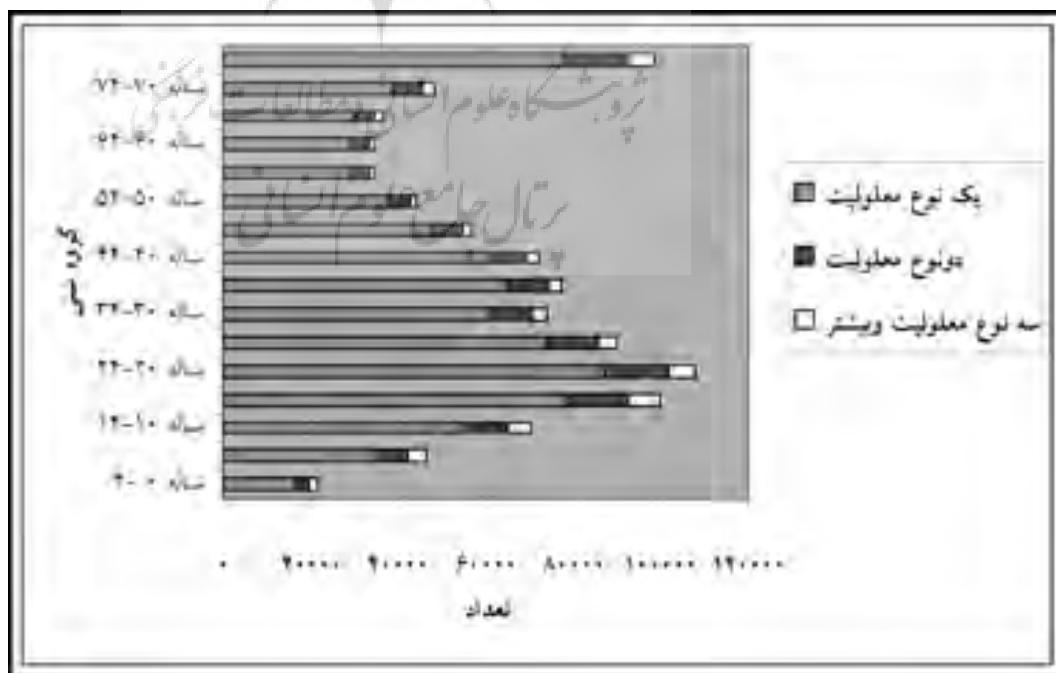 پژوهشگاه علوم انسانی و مطالعات فرهنگی
پرتال جامع علوم انسانی
گروه سنی
۷۴-۷۰ ساله
۶۴-۶۰ ساله
۵۴-۵۰ ساله
۴۴-۴۰ ساله
۳۴-۳۰ ساله
۲۴-۲۰ ساله
۱۴-۱۰ ساله
۴-۰ ساله
۰ ۲۰۰۰۰ ۴۰۰۰۰ ۶۰۰۰۰ ۸۰۰۰۰ ۱۰۰۰۰۰ ۱۲۰۰۰۰
تعداد
یک نوع معلولیت
دونوع معلولیت
سه نوع معلولیت وبیشتر